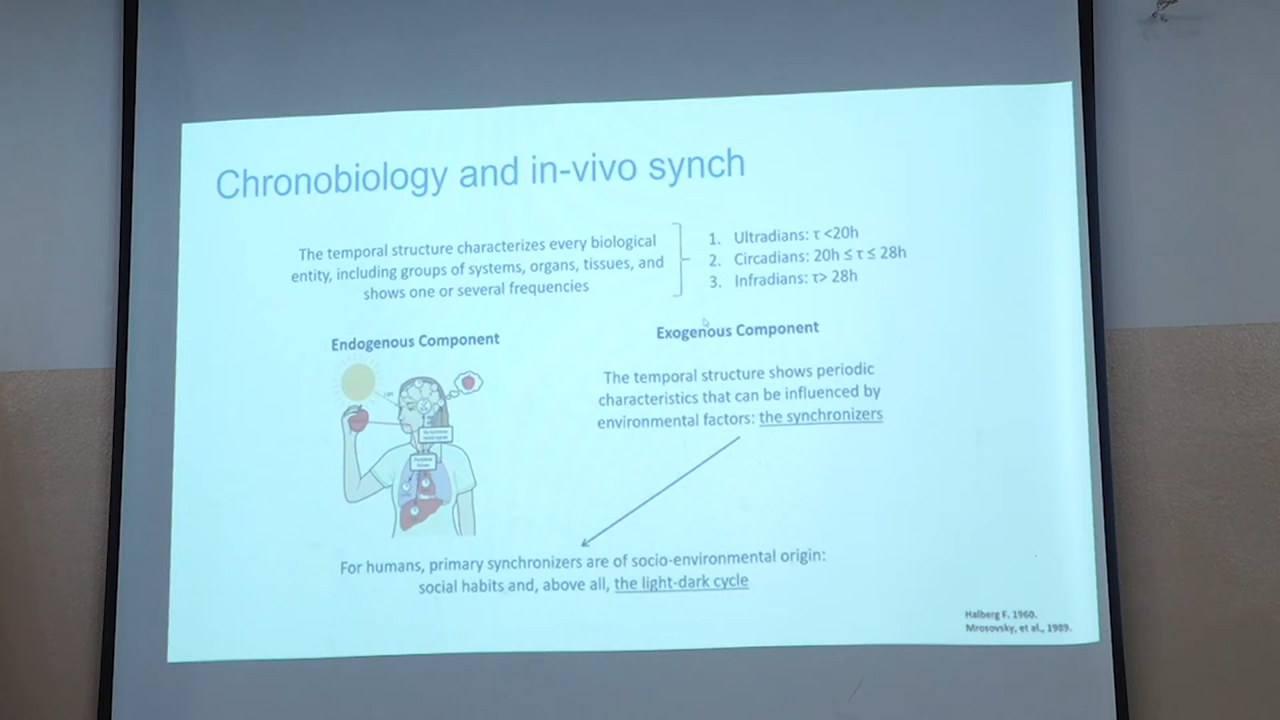 Chronobiology and in-vivo synch
The temporal structure characterizes every biological
entity, including groups of systems, organs, tissues, and
shows one or several frequencies
1. Ultradians: τ <20h
2. Circadians: 20h ≤ τ ≤ 28h
3. Infradians: τ> 28h
Endogenous Component
Exogenous Component
The temporal structure shows periodic
characteristics that can be influenced by
environmental factors: the synchronizers
For humans, primary synchronizers are of socio-environmental origin:
social habits and, above all, the light-dark cycle
Halberg F. 1960.
Mrosovsky, et al., 1989.